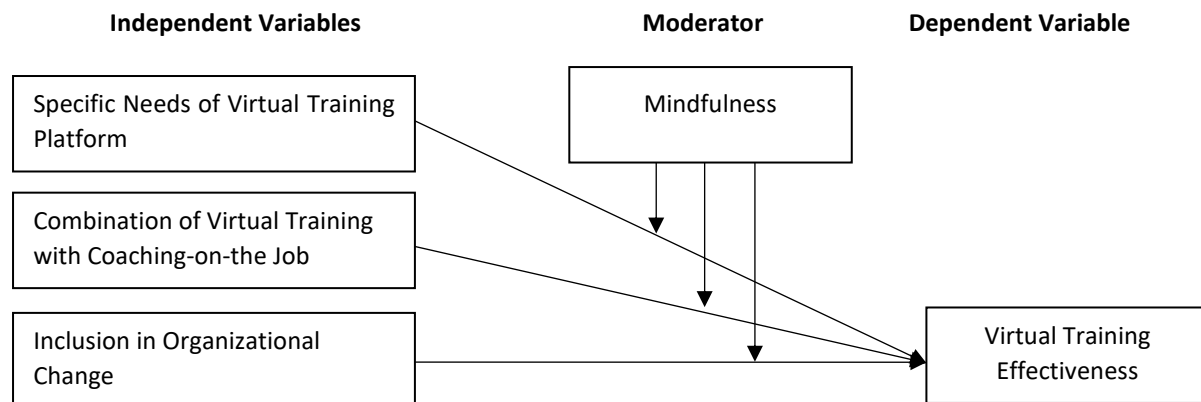 Independent Variables
Moderator
Dependent Variable
Specific Needs of Virtual Training
Platform
Mindfulness
Combination of Virtual Training
with Coaching-on-the Job
Inclusion in Organizational
Change
Virtual Training
Effectiveness